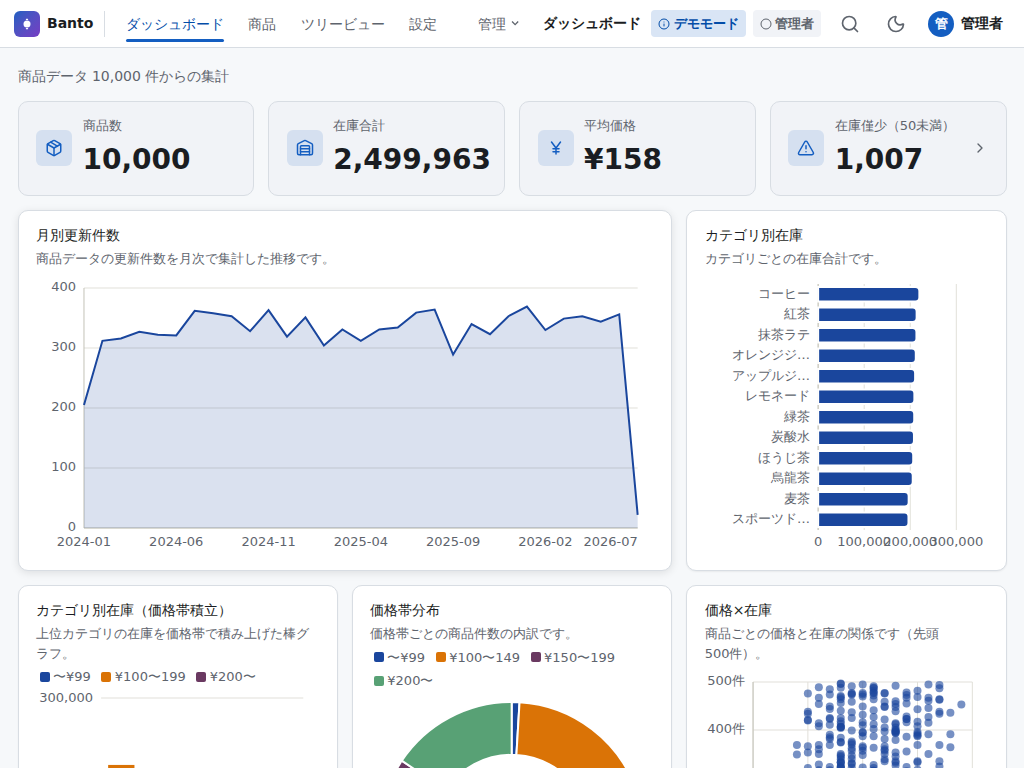 Banto ダッシュボード 商品 ツリービュー 設定 管理 ダッシュボード デモモード 管理者 管 管理者
商品データ 10,000 件からの集計
商品数
10,000
在庫合計
2,499,963
平均価格
¥158
在庫僅少（50未満）
1,007
月別更新件数
商品データの更新件数を月次で集計した推移です。
400
300
200
100
0
2024-01 2024-06 2024-11 2025-04 2025-09 2026-02 2026-07
カテゴリ別在庫
カテゴリごとの在庫合計です。
コーヒー
紅茶
抹茶ラテ
オレンジジ…
アップルジ…
レモネード
緑茶
炭酸水
ほうじ茶
烏龍茶
麦茶
スポーツド…
0 100,000 200,000 300,000
カテゴリ別在庫（価格帯積立）
上位カテゴリの在庫を価格帯で積み上げた棒グ
ラフ。
〜¥99 ¥100〜199 ¥200〜
300,000
価格帯分布
価格帯ごとの商品件数の内訳です。
〜¥99 ¥100〜149 ¥150〜199
¥200〜
価格×在庫
商品ごとの価格と在庫の関係です（先頭
500件）。
500件
400件